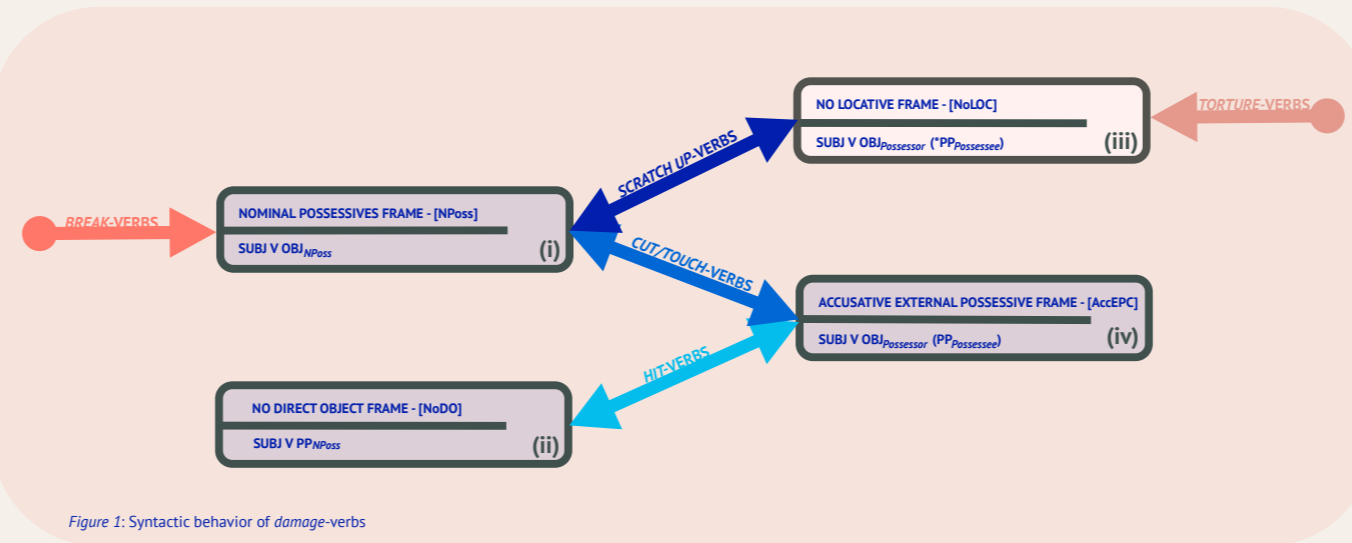 NO LOCATIVE FRAME - [NoLOC]
SUBJ V OBJPossessor (*PPPossessee)
(iii)
TORTURE-VERBS
SCRATCH UP-VERBS
BREAK-VERBS
NOMINAL POSSESSIVES FRAME - [NPoss]
SUBJ V OBJNPoss
(i)
CUT/TOUCH-VERBS
ACCUSATIVE EXTERNAL POSSESSIVE FRAME - [AccEPC]
SUBJ V OBJPossessor (PPPossessee)
(iv)
HIT-VERBS
NO DIRECT OBJECT FRAME - [NoDO]
SUBJ V PPNPoss
(ii)
Figure 1: Syntactic behavior of damage-verbs